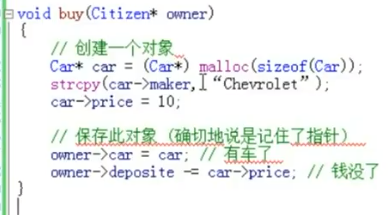 void buy(Citizen* owner)
{
// 创建一个对象
Car* car = (Car*) malloc(sizeof(Car));
strcpy(car->maker, “Chevrolet”);
car->price = 10;
// 保存此对象（确切地说是记住了指针）
owner->car = car; // 有车了
owner->deposite -= car->price; // 钱没了
}